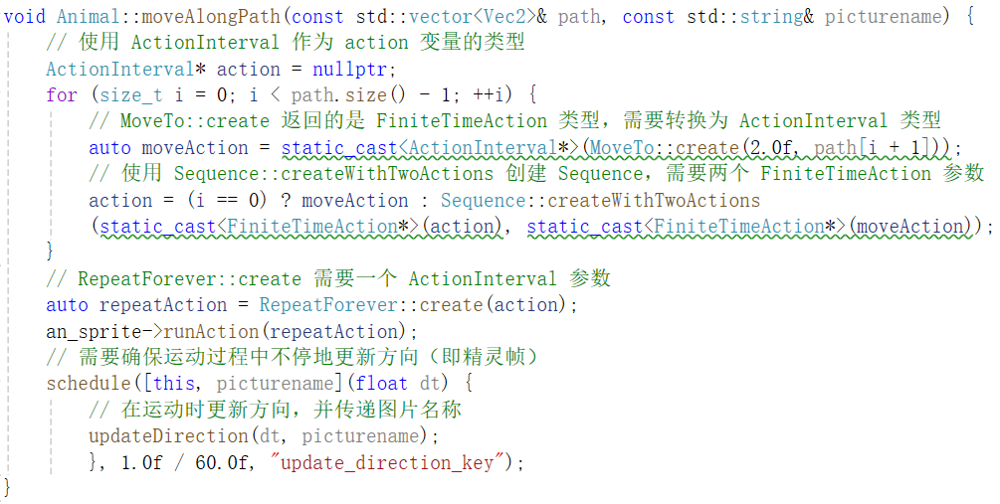 void Animal::moveAlongPath(const std::vector<Vec2>& path, const std::string& picturename) {
// 使用 ActionInterval 作为 action 变量的类型
ActionInterval* action = nullptr;
for (size_t i = 0; i < path.size() - 1; ++i) {
// MoveTo::create 返回的是 FiniteTimeAction 类型，需要转换为 ActionInterval 类型
auto moveAction = static_cast<ActionInterval*>(MoveTo::create(2.0f, path[i + 1]));
// 使用 Sequence::createWithTwoActions 创建 Sequence，需要两个 FiniteTimeAction 参数
action = (i == 0) ? moveAction : Sequence::createWithTwoActions
(static_cast<FiniteTimeAction*>(action), static_cast<FiniteTimeAction*>(moveAction));
}
// RepeatForever::create 需要一个 ActionInterval 参数
auto repeatAction = RepeatForever::create(action);
an_sprite->runAction(repeatAction);
// 需要确保运动过程中不停地更新方向（即精灵帧）
schedule([this, picturename](float dt) {
// 在运动时更新方向，并传递图片名称
updateDirection(dt, picturename);
}, 1.0f / 60.0f, "update_direction_key");
}